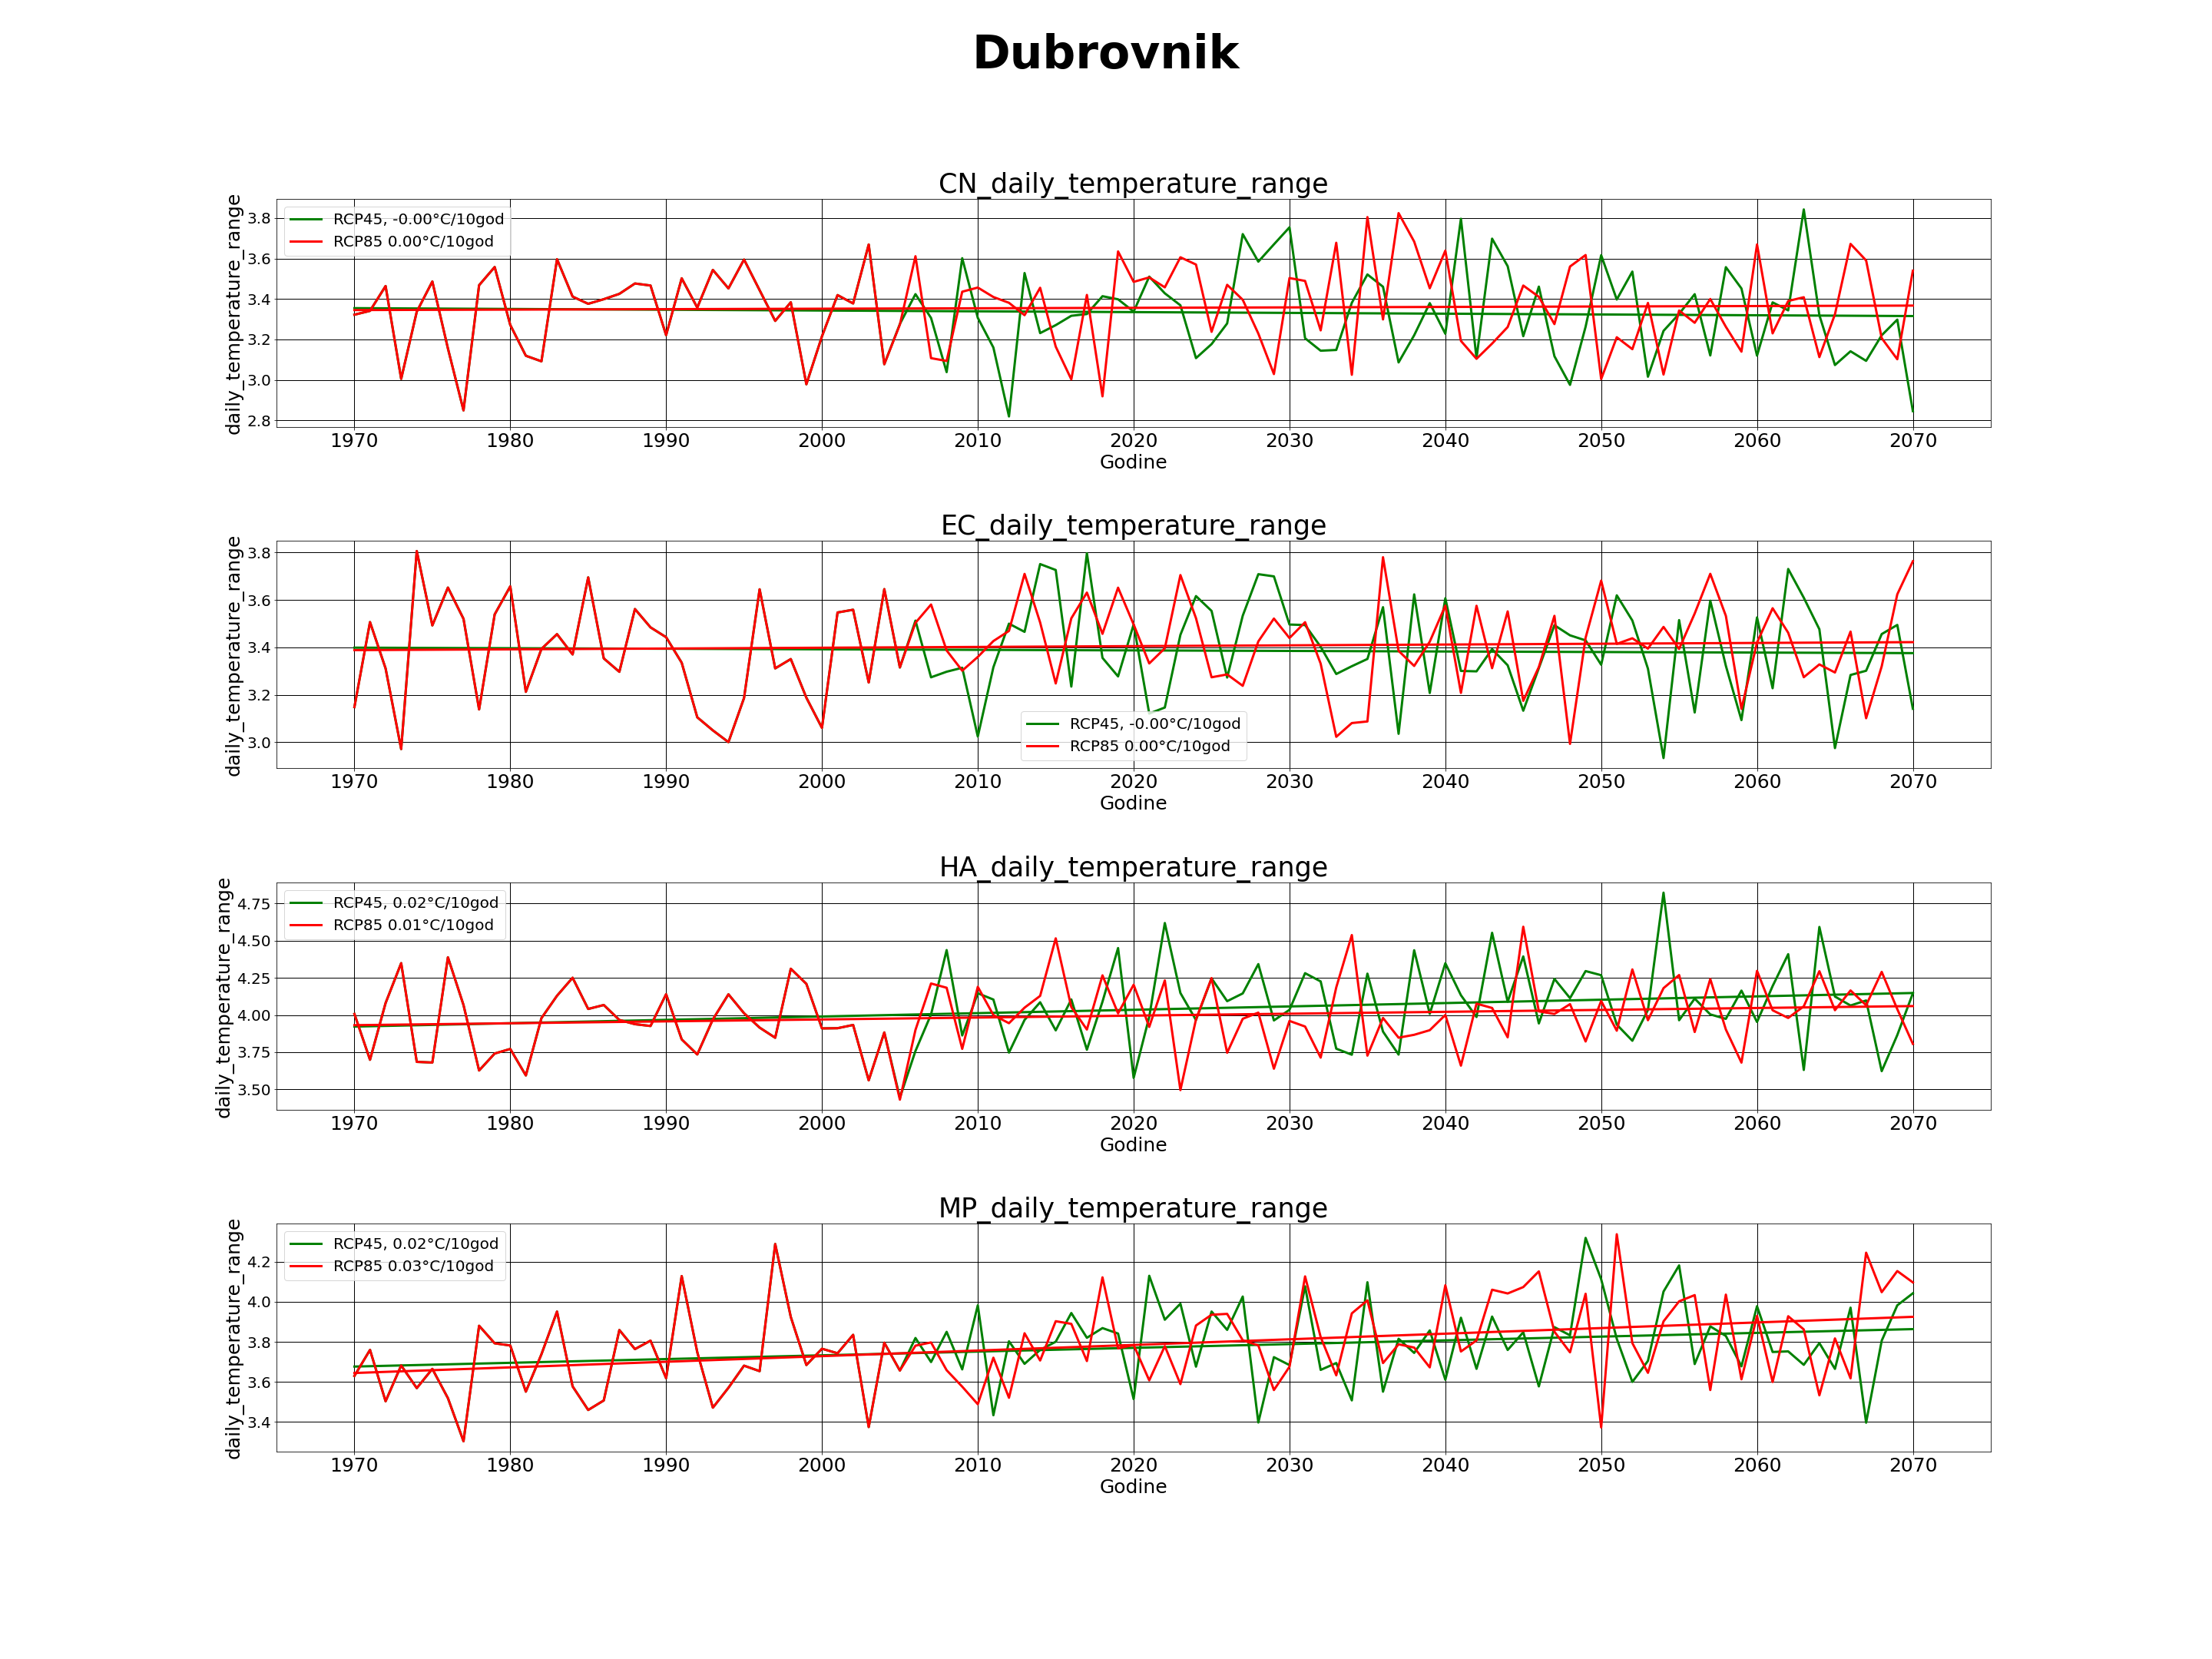 Dubrovnik
CN_daily_temperature_range
daily_temperature_range
RCP45, -0.00°C/10god
RCP85 0.00°C/10god
3.8
3.6
3.4
3.2
3.0
2.8
1970 1980 1990 2000 2010 2020 2030 2040 2050 2060 2070
Godine
EC_daily_temperature_range
daily_temperature_range
3.8
3.6
3.4
3.2
3.0
RCP45, -0.00°C/10god
RCP85 0.00°C/10god
1970 1980 1990 2000 2010 2020 2030 2040 2050 2060 2070
Godine
HA_daily_temperature_range
daily_temperature_range
RCP45, 0.02°C/10god
RCP85 0.01°C/10god
4.75
4.50
4.25
4.00
3.75
3.50
1970 1980 1990 2000 2010 2020 2030 2040 2050 2060 2070
Godine
MP_daily_temperature_range
daily_temperature_range
RCP45, 0.02°C/10god
RCP85 0.03°C/10god
4.2
4.0
3.8
3.6
3.4
1970 1980 1990 2000 2010 2020 2030 2040 2050 2060 2070
Godine